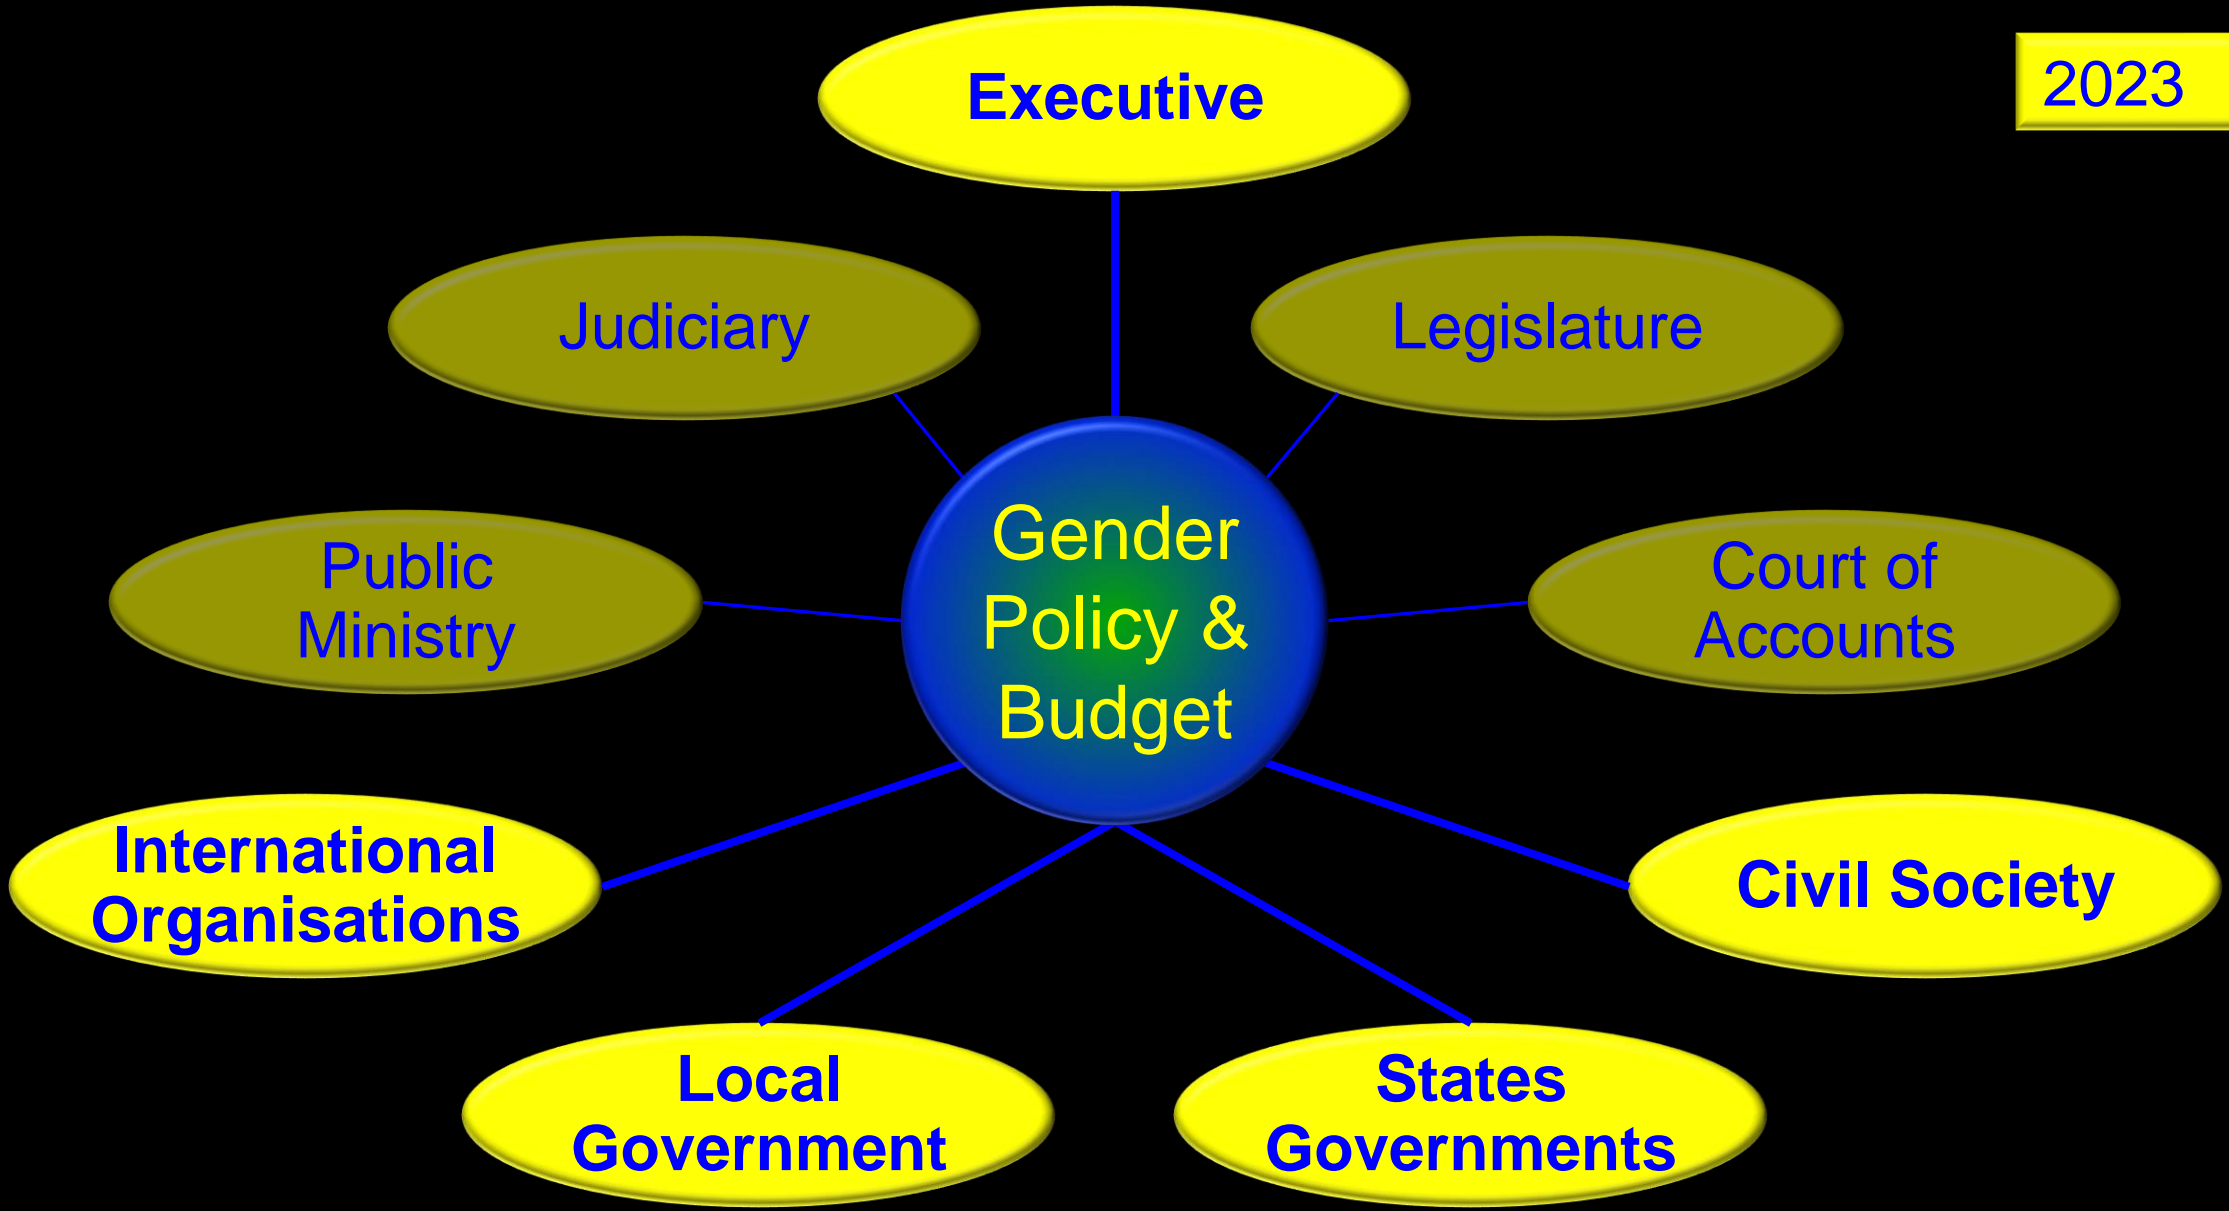 Executive
2023
Judiciary
Legislature
Gender
Policy &
Budget
Public
Ministry
Court of
Accounts
International
Organisations
Civil Society
Local
Government
States
Governments